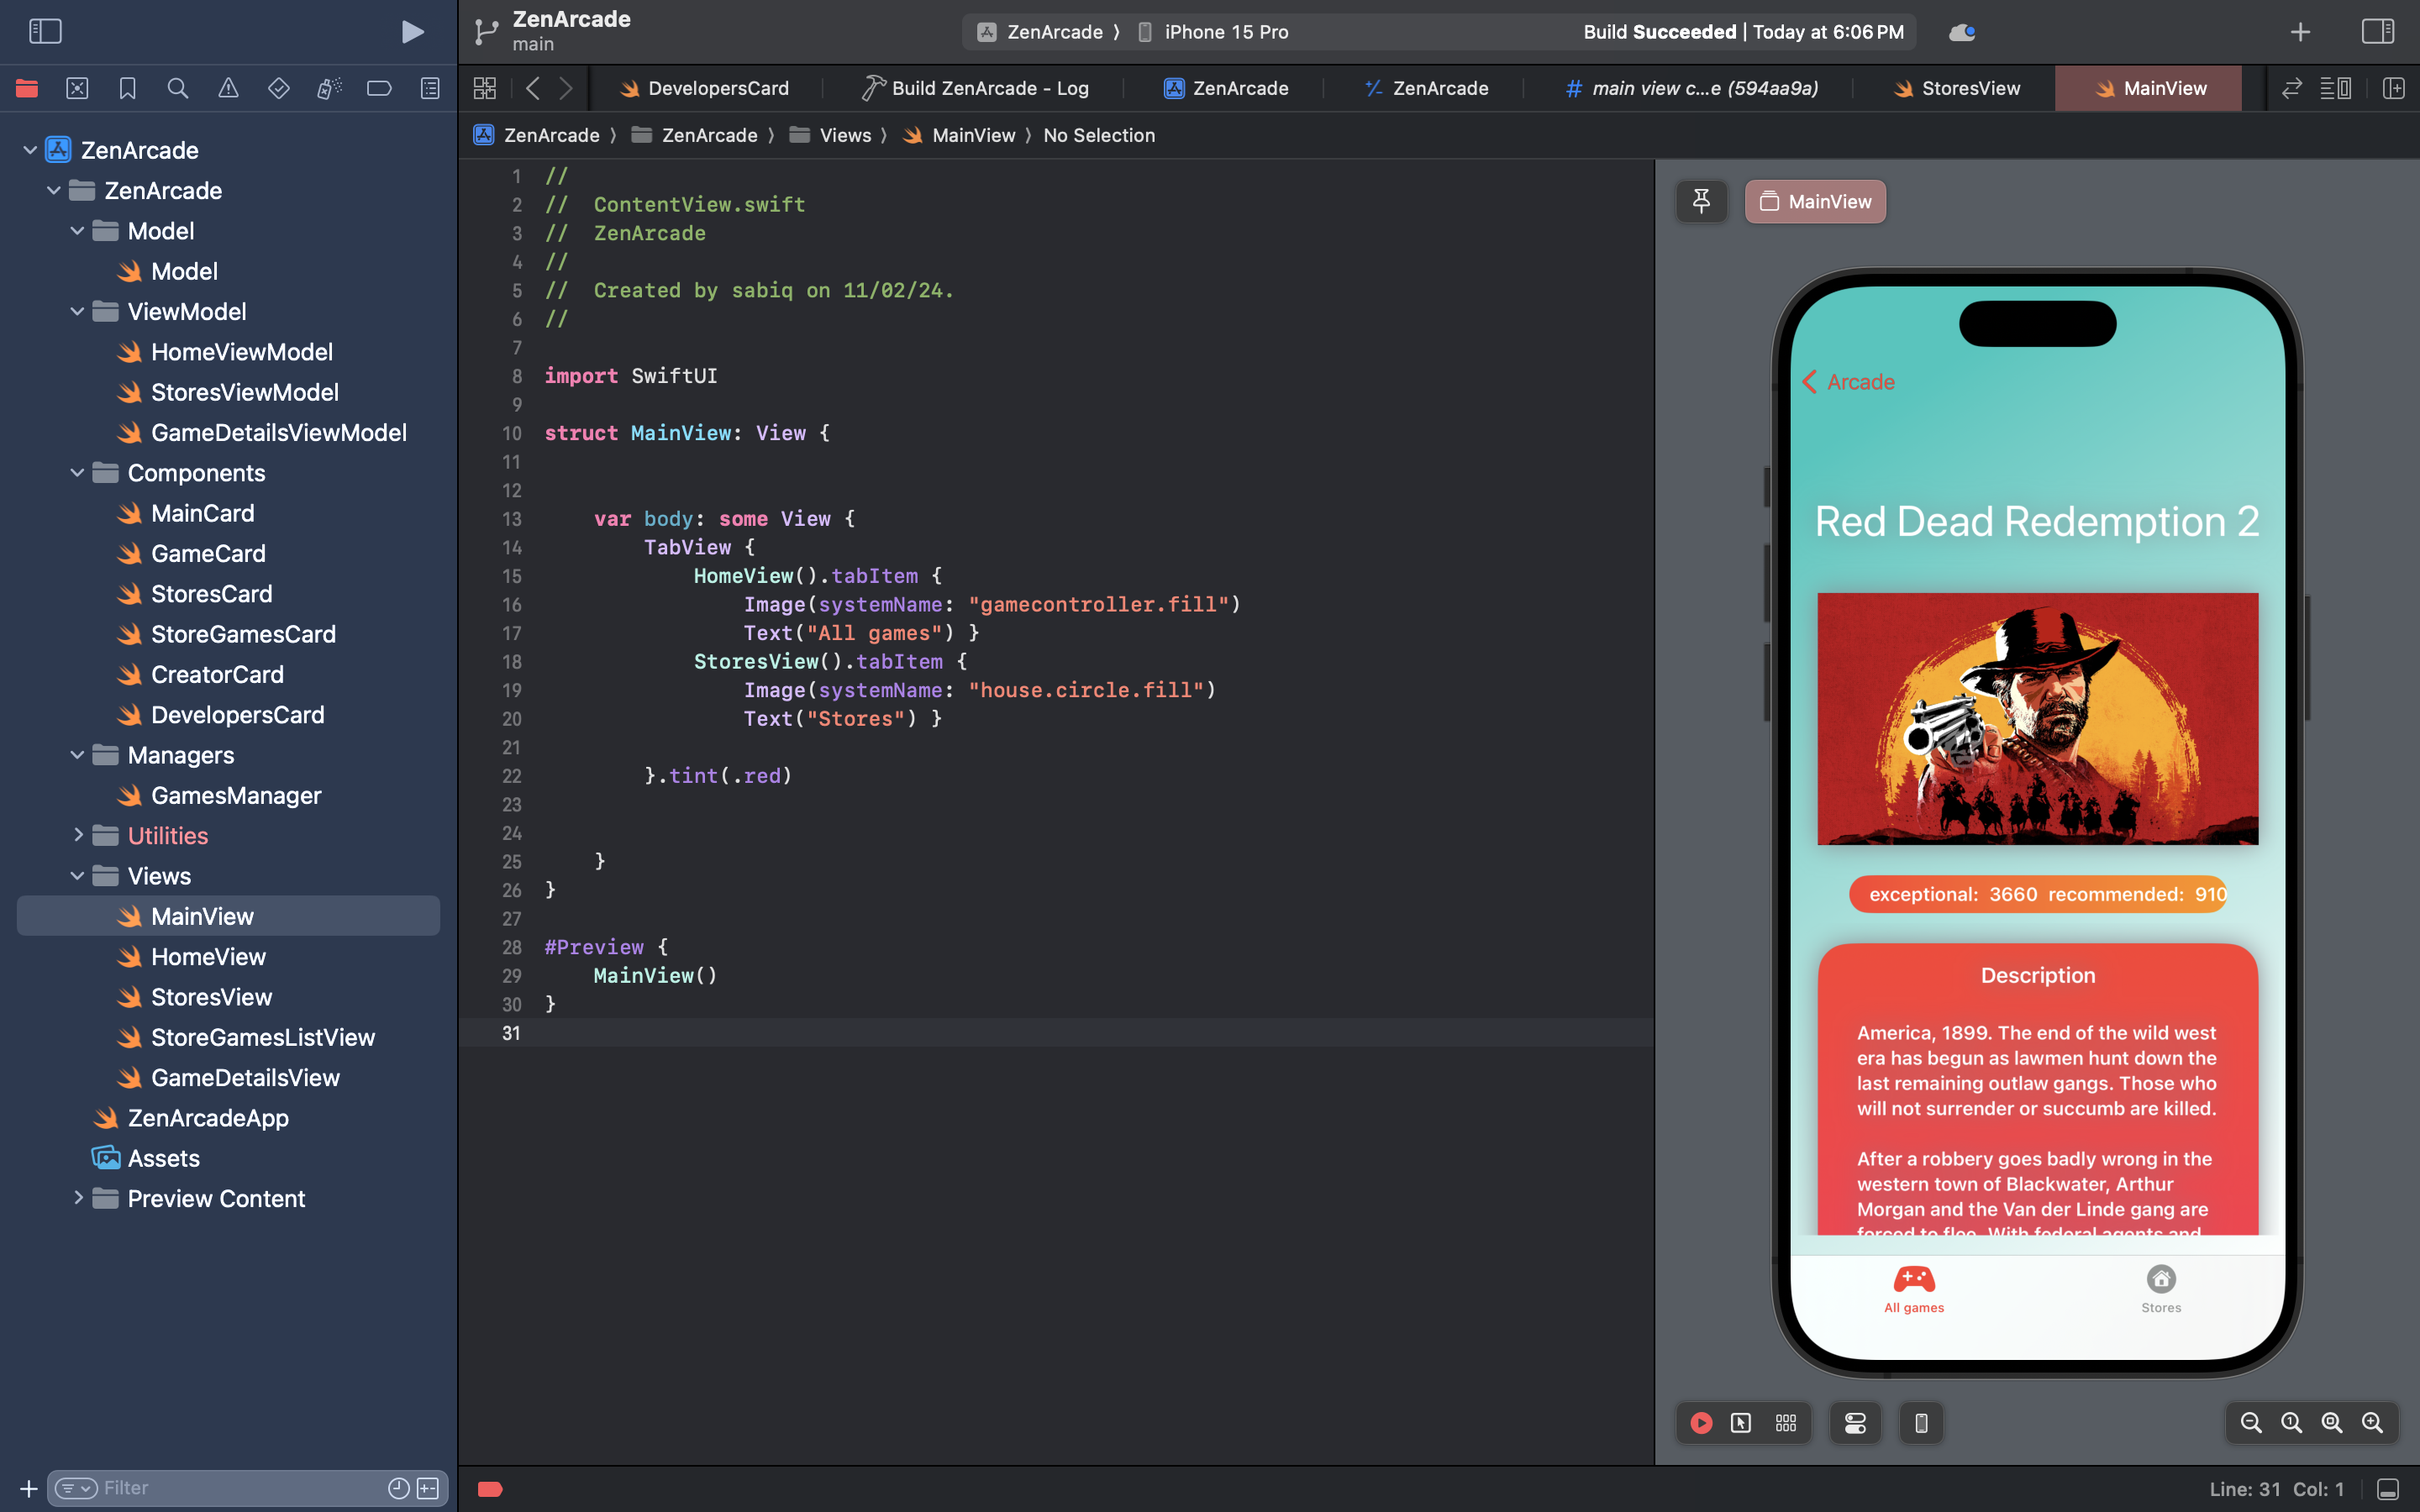 ZenArcade
main
ZenArcade
iPhone 15 Pro
Build Succeeded | Today at 6:06 PM
DevelopersCard
Build ZenArcade - Log
ZenArcade
ZenArcade
# main view c...e (594aa9a)
StoresView
MainView
ZenArcade
ZenArcade
Views
MainView
No Selection
ZenArcade
ZenArcade
Model
Model
ViewModel
HomeViewModel
StoresViewModel
GameDetailsViewModel
Components
MainCard
GameCard
StoresCard
StoreGamesCard
CreatorCard
DevelopersCard
Managers
GamesManager
Utilities
Views
MainView
HomeView
StoresView
StoreGamesListView
GameDetailsView
ZenArcadeApp
Assets
Preview Content
Filter
1 //
2 //  ContentView.swift
3 //  ZenArcade
4 //
5 //  Created by sabiq on 11/02/24.
6 //
7
8 import SwiftUI
9
10 struct MainView: View {
11
12
13     var body: some View {
14         TabView {
15             HomeView().tabItem {
16                 Image(systemName: "gamecontroller.fill")
17                 Text("All games") }
18             StoresView().tabItem {
19                 Image(systemName: "house.circle.fill")
20                 Text("Stores") }
21
22         }.tint(.red)
23
24
25     }
26 }
27
28 #Preview {
29     MainView()
30 }
31
MainView
Arcade
Red Dead Redemption 2
exceptional: 3660 recommended: 910
Description
America, 1899. The end of the wild west
era has begun as lawmen hunt down the
last remaining outlaw gangs. Those who
will not surrender or succumb are killed.
After a robbery goes badly wrong in the
western town of Blackwater, Arthur
Morgan and the Van der Linde gang are
forced to flee. With federal agents and
All games
Stores
Line: 31 Col: 1